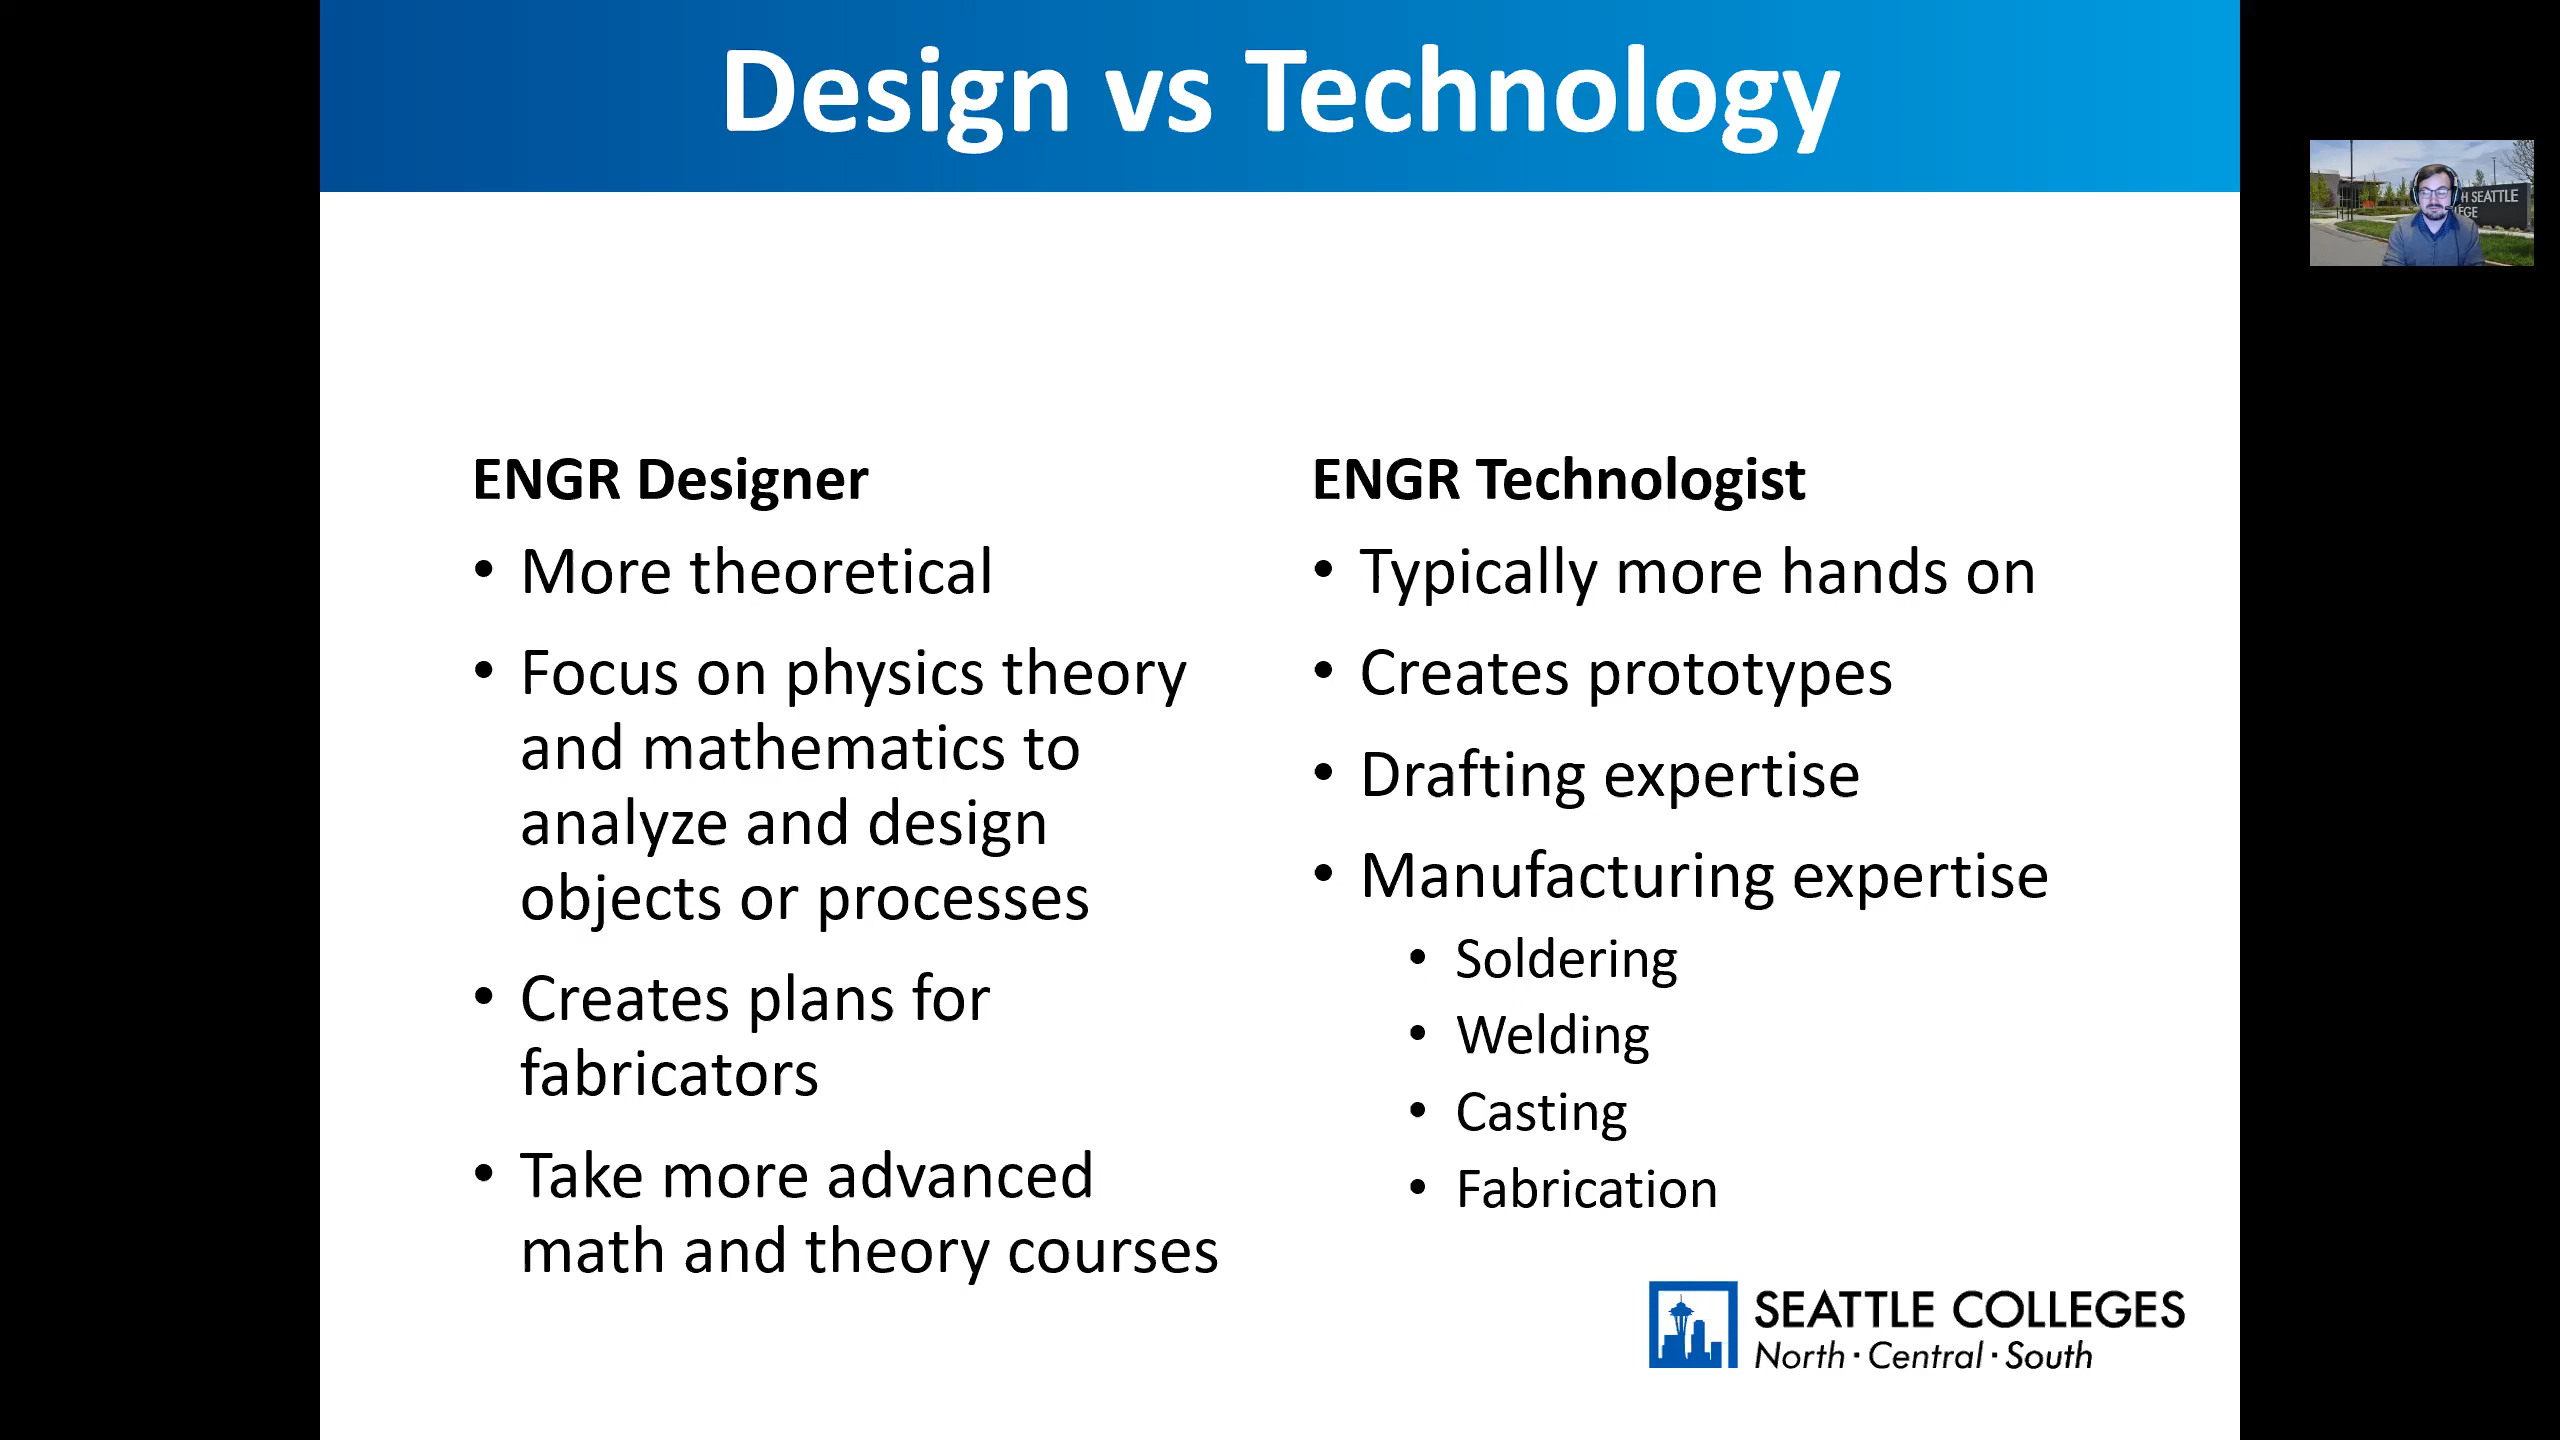 Design vs Technology
ENGR Designer
• More theoretical
• Focus on physics theory
and mathematics to
analyze and design
objects or processes
• Creates plans for
fabricators
• Take more advanced
math and theory courses
ENGR Technologist
• Typically more hands on
• Creates prototypes
• Drafting expertise
• Manufacturing expertise
• Soldering
• Welding
• Casting
• Fabrication
SEATTLE COLLEGES
North · Central · South
H SEATTLE
EGE